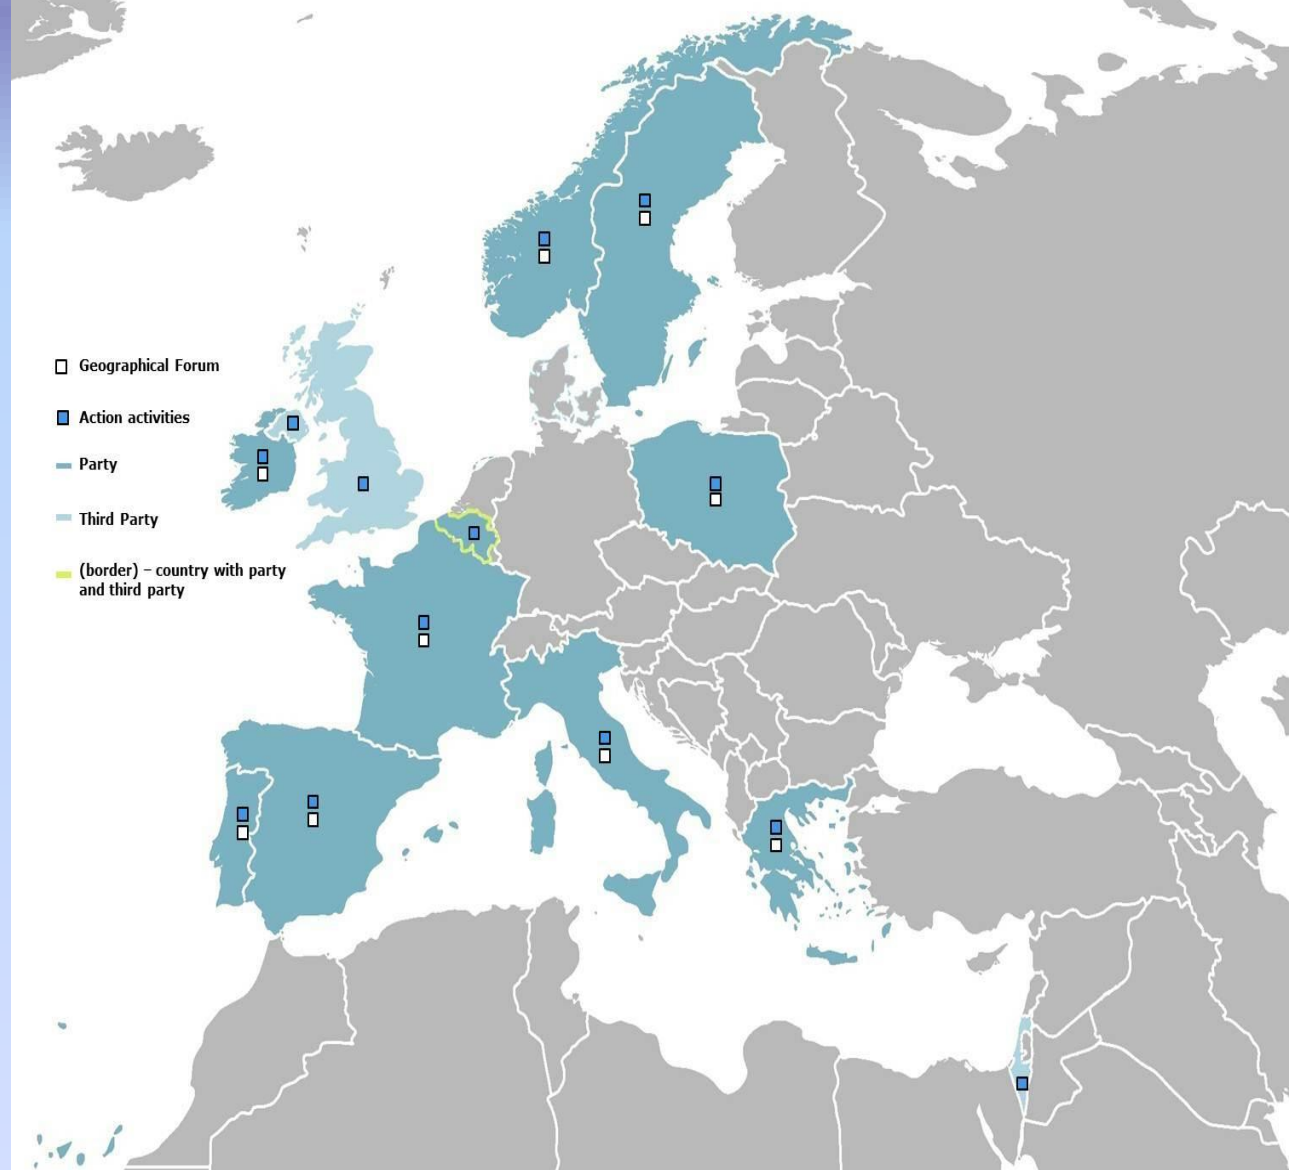 Geographical Forum
Action activities
Party
Third Party
(border) – country with party
and third party